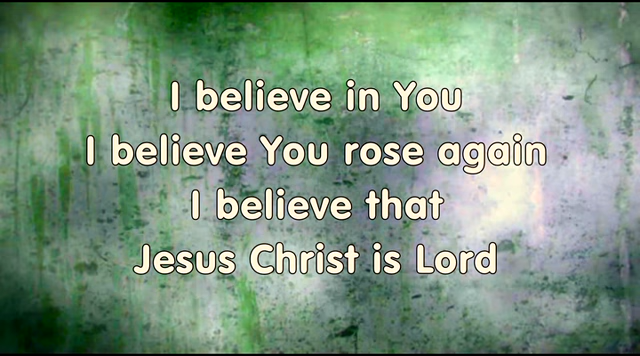 I believe in You
I believe You rose again
I believe that
Jesus Christ is Lord